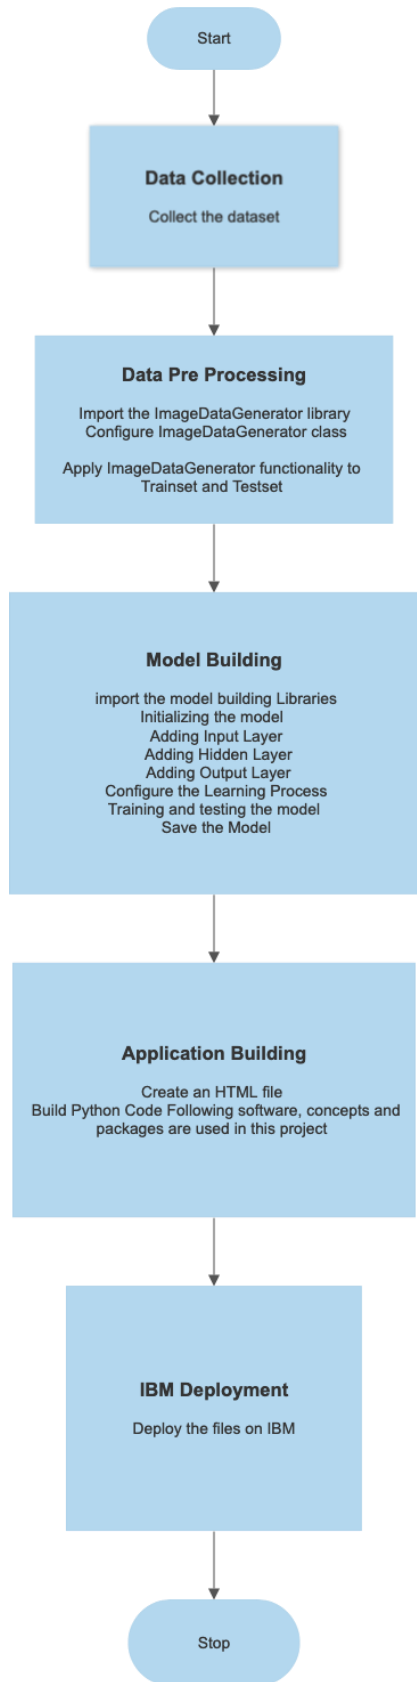 Start
Data Collection
Collect the dataset
Data Pre Processing
Import the ImageDataGenerator library
Configure ImageDataGenerator class
Apply ImageDataGenerator functionality to
Trainset and Testset
Model Building
import the model building Libraries
Initializing the model
Adding Input Layer
Adding Hidden Layer
Adding Output Layer
Configure the Learning Process
Training and testing the model
Save the Model
Application Building
Create an HTML file
Build Python Code Following software, concepts and
packages are used in this project
IBM Deployment
Deploy the files on IBM
Stop